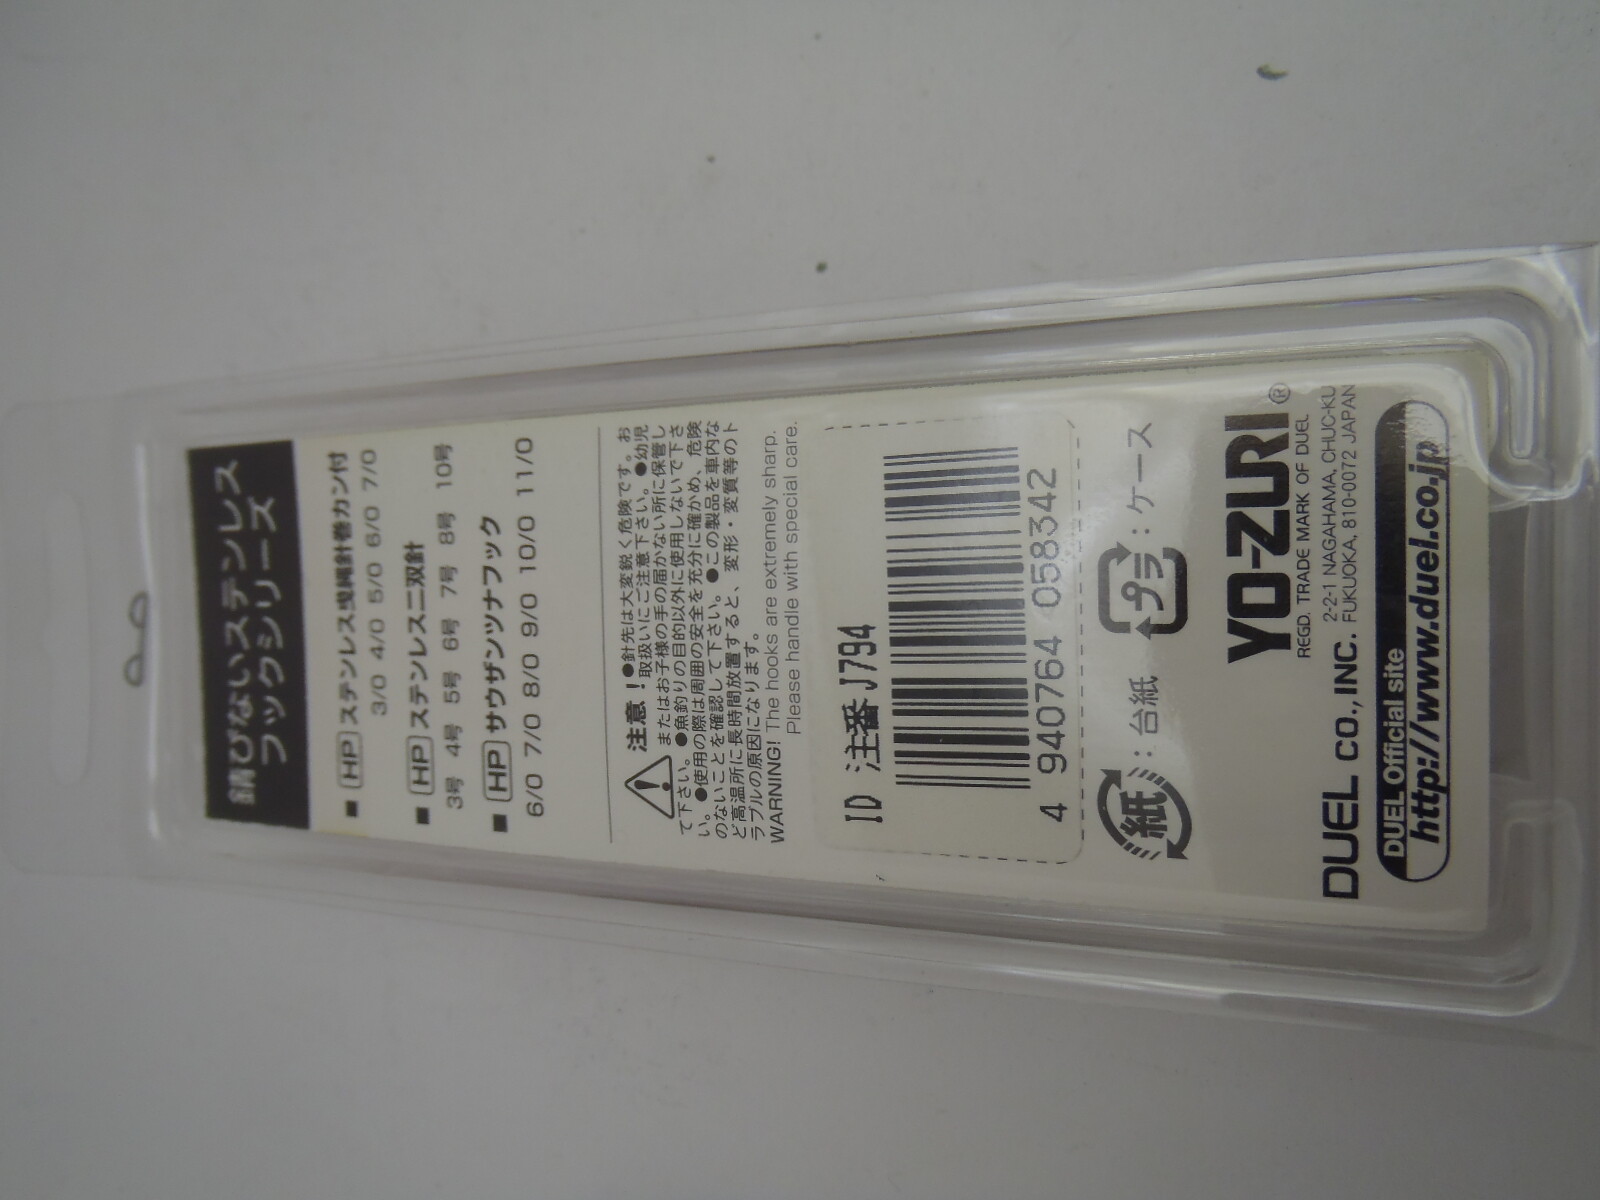 錆びないステンレス
フックシリーズ
■ HP ステンレス曳縄針巻カン付
3/0 4/0 5/0 6/0 7/0
■ HP ステンレス二双針
3号 4号 5号 6号 7号 8号 10号
■ HP サウザンツナフック
6/0 7/0 8/0 9/0 10/0 11/0
注意！●針先は大変鋭く危険です。お
取扱いにご注意下さい。●幼児
またはお子様の手の届かない所に保管し
て下さい。●魚釣りの目的以外に使用しないで下さ
い。●使用の際は周囲の安全を充分に確かめ、危険
のないことを確認して下さい。●この製品を車内な
ど高温所に長時間放置すると、変形・変質等のト
ラブルの原因になります。
WARNING! The hooks are extremely sharp.
Please handle with special care.
ID 注番 J794
4 940764 058342
紙：台紙 プラ：ケース
YO-ZURI®
REGD. TRADE MARK OF DUEL
DUEL CO., INC. 2-2-1 NAGAHAMA, CHUO-KU
FUKUOKA, 810-0072 JAPAN
DUEL Official site
http://www.duel.co.jp